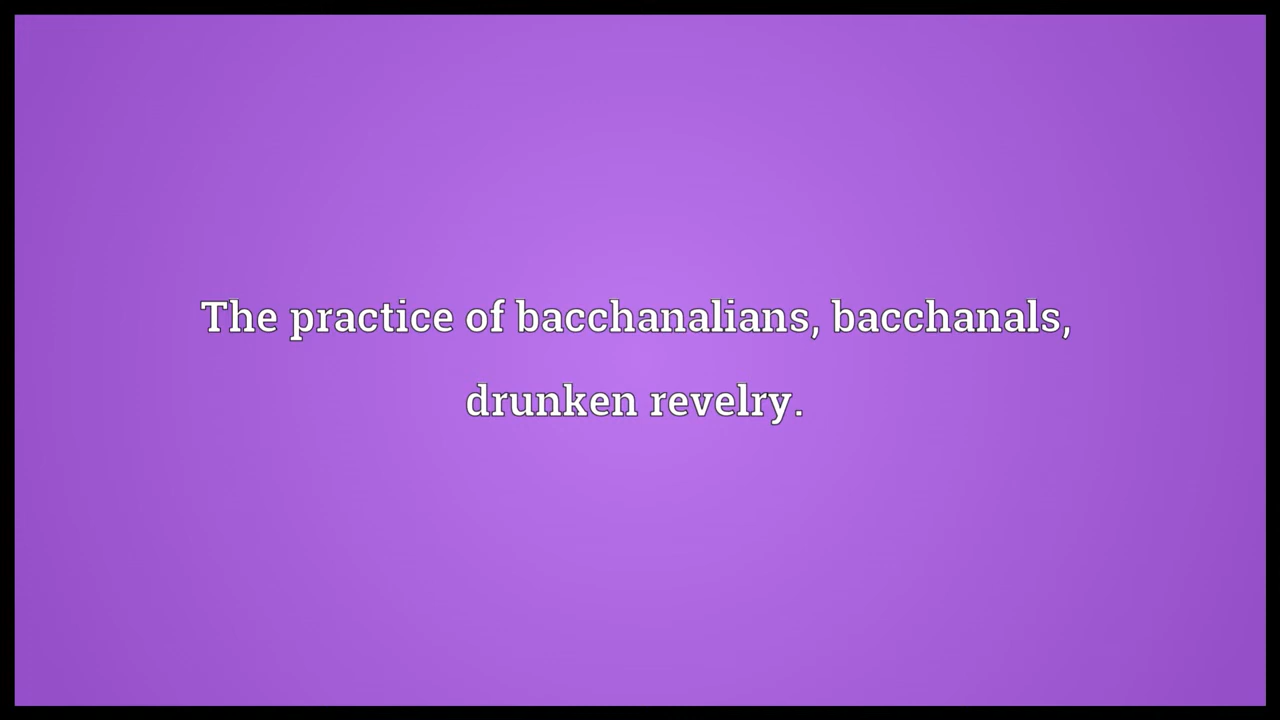 The practice of bacchanalians, bacchanals,
drunken revelry.